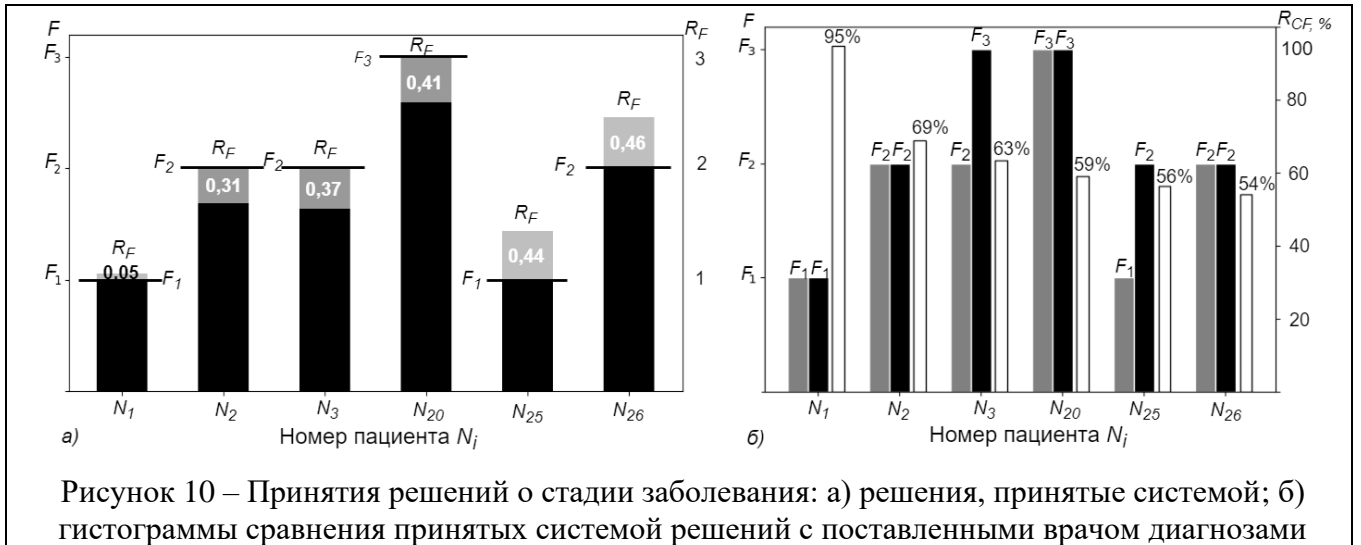 F
R_F
F_3
F_2
F_1
3
2
1
R_F
0,05
F_1
F_2
R_F
0,31
F_2
R_F
0,37
F_3
R_F
0,41
R_F
0,44
F_1
R_F
0,46
F_2
N_1 N_2 N_3 N_20 N_25 N_26
а) Номер пациента N_i
F
R_CF, %
F_3
F_2
F_1
100
80
60
40
20
F_1 F_1 95%
F_2 F_2 69%
F_2 F_3 63%
F_3 F_3 59%
F_1 F_2 56%
F_2 F_2 54%
N_1 N_2 N_3 N_20 N_25 N_26
б) Номер пациента N_i
Рисунок 10 – Принятия решений о стадии заболевания: а) решения, принятые системой; б)
гистограммы сравнения принятых системой решений с поставленными врачом диагнозами